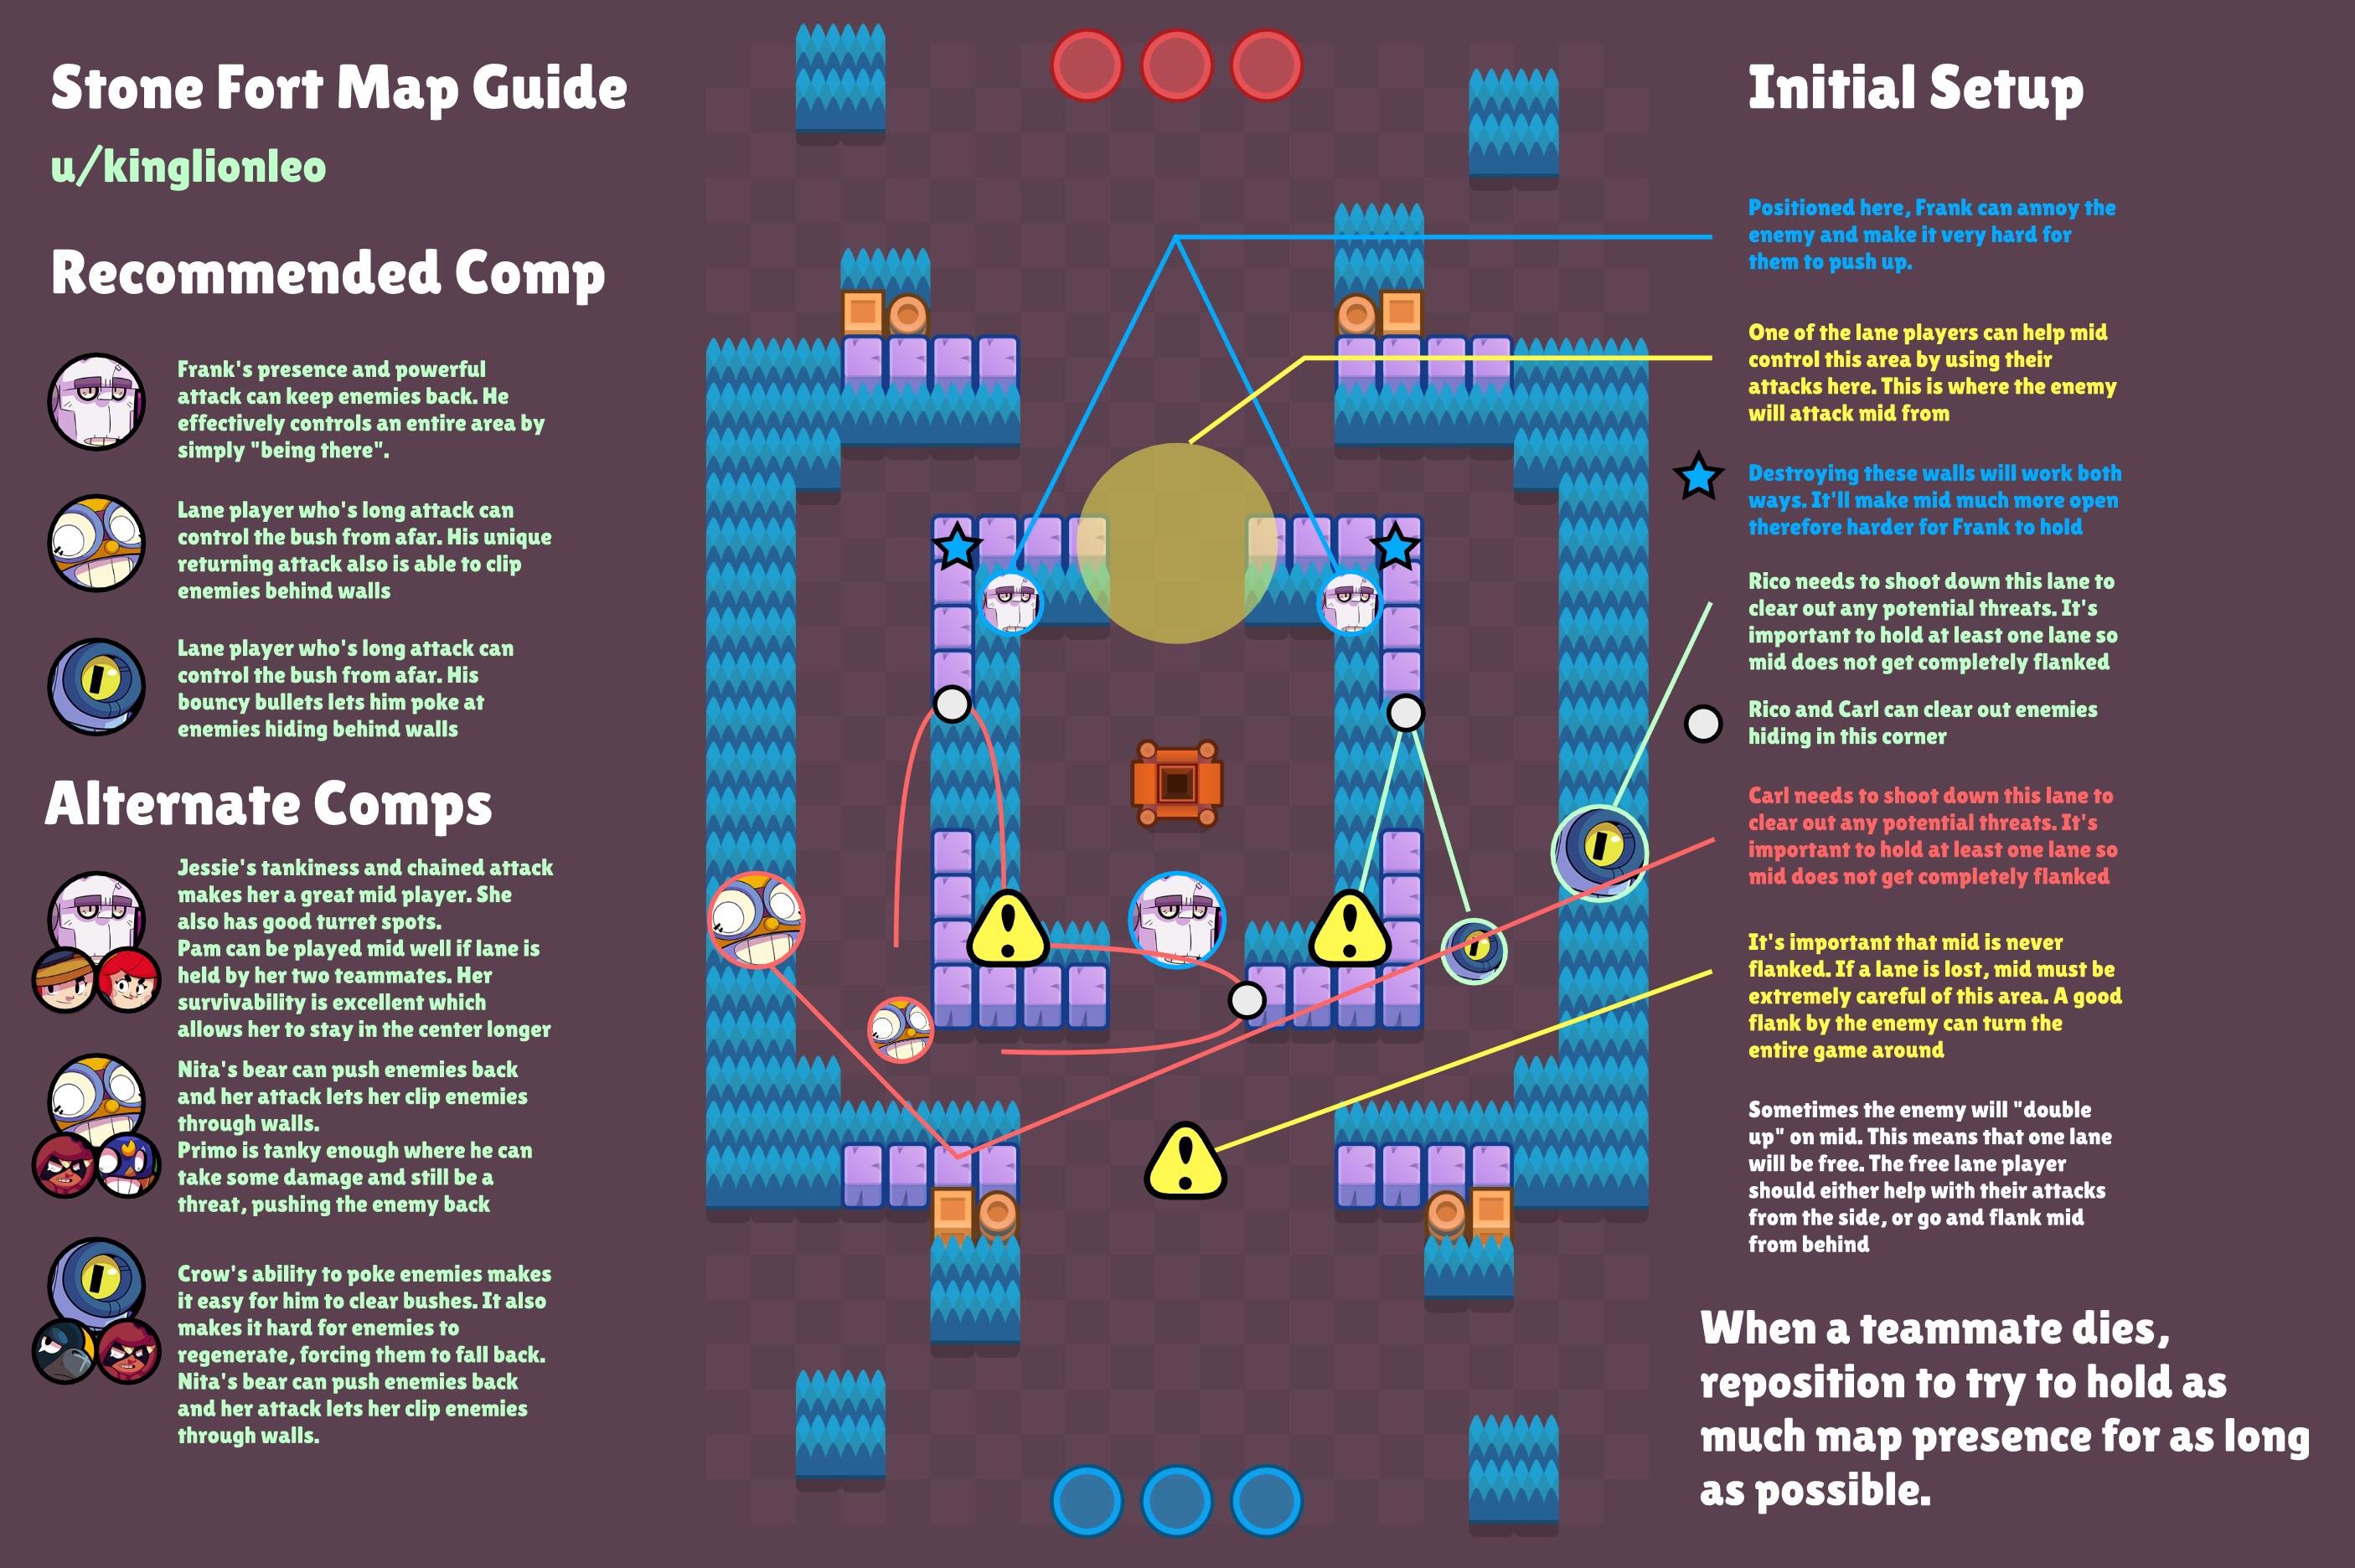 Stone Fort Map Guide
u/kinglionleo
Recommended Comp
Frank's presence and powerful
attack can keep enemies back. He
effectively controls an entire area by
simply "being there".
Lane player who's long attack can
control the bush from afar. His unique
returning attack also is able to clip
enemies behind walls
Lane player who's long attack can
control the bush from afar. His
bouncy bullets lets him poke at
enemies hiding behind walls
Alternate Comps
Jessie's tankiness and chained attack
makes her a great mid player. She
also has good turret spots.
Pam can be played mid well if lane is
held by her two teammates. Her
survivability is excellent which
allows her to stay in the center longer
Nita's bear can push enemies back
and her attack lets her clip enemies
through walls.
Primo is tanky enough where he can
take some damage and still be a
threat, pushing the enemy back
Crow's ability to poke enemies makes
it easy for him to clear bushes. It also
makes it hard for enemies to
regenerate, forcing them to fall back.
Nita's bear can push enemies back
and her attack lets her clip enemies
through walls.
Initial Setup
Positioned here, Frank can annoy the
enemy and make it very hard for
them to push up.
One of the lane players can help mid
control this area by using their
attacks here. This is where the enemy
will attack mid from
Destroying these walls will work both
ways. It'll make mid much more open
therefore harder for Frank to hold
Rico needs to shoot down this lane to
clear out any potential threats. It's
important to hold at least one lane so
mid does not get completely flanked
Rico and Carl can clear out enemies
hiding in this corner
Carl needs to shoot down this lane to
clear out any potential threats. It's
important to hold at least one lane so
mid does not get completely flanked
It's important that mid is never
flanked. If a lane is lost, mid must be
extremely careful of this area. A good
flank by the enemy can turn the
entire game around
Sometimes the enemy will "double
up" on mid. This means that one lane
will be free. The free lane player
should either help with their attacks
from the side, or go and flank mid
from behind
When a teammate dies,
reposition to try to hold as
much map presence for as long
as possible.